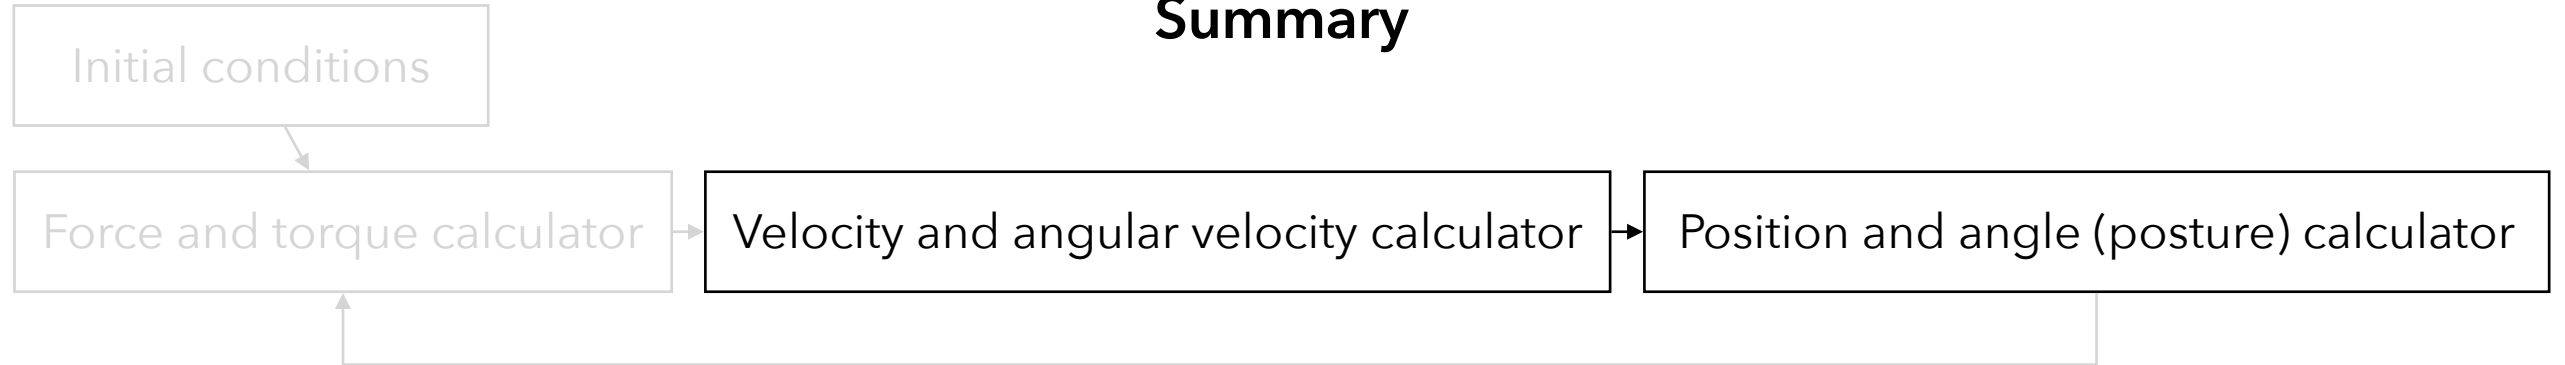 Summary
Initial conditions
Force and torque calculator
Velocity and angular velocity calculator
Position and angle (posture) calculator